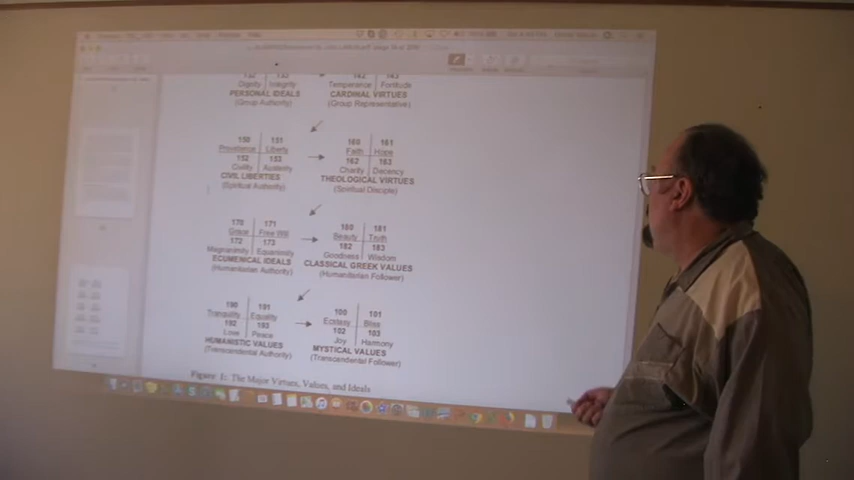 Dignity Integrity
PERSONAL IDEALS
(Group Authority)
Temperance Fortitude
CARDINAL VIRTUES
(Group Representative)
150 151
Providence Liberty
152 153
Civility Austerity
CIVIL LIBERTIES
(Spiritual Authority)
160 161
Faith Hope
162 163
Charity Decency
THEOLOGICAL VIRTUES
(Spiritual Disciple)
170 171
Grace Free Will
172 173
Magnanimity Equanimity
ECUMENICAL IDEALS
(Humanitarian Authority)
180 181
Beauty Truth
182 183
Goodness Wisdom
CLASSICAL GREEK VALUES
(Humanitarian Follower)
190 191
Tranquility Equality
192 193
Love Peace
HUMANISTIC VALUES
(Transcendental Authority)
100 101
Ecstasy Bliss
102 103
Joy Harmony
MYSTICAL VALUES
(Transcendental Follower)
Figure 1: The Major Virtues, Values, and Ideals